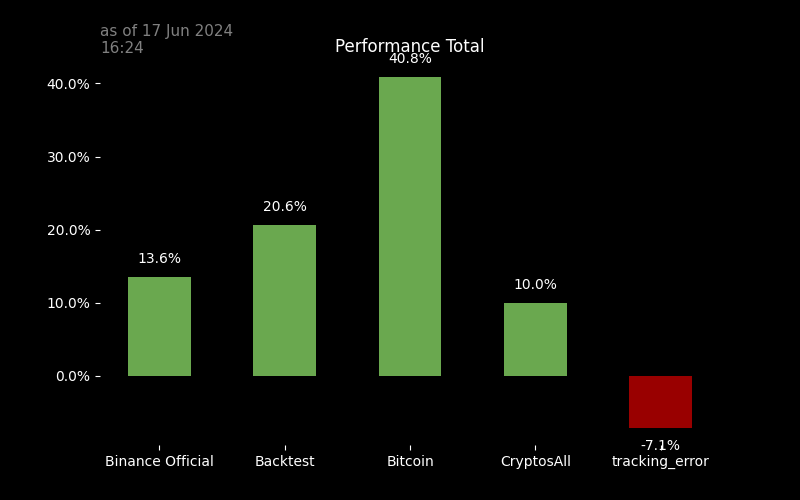 as of 17 Jun 2024
16:24
Performance Total
40.8%
40.0%
30.0%
20.6%
20.0%
13.6%
10.0%
10.0%
0.0%
-7.1%
Binance Official
Backtest
Bitcoin
CryptosAll
tracking_error